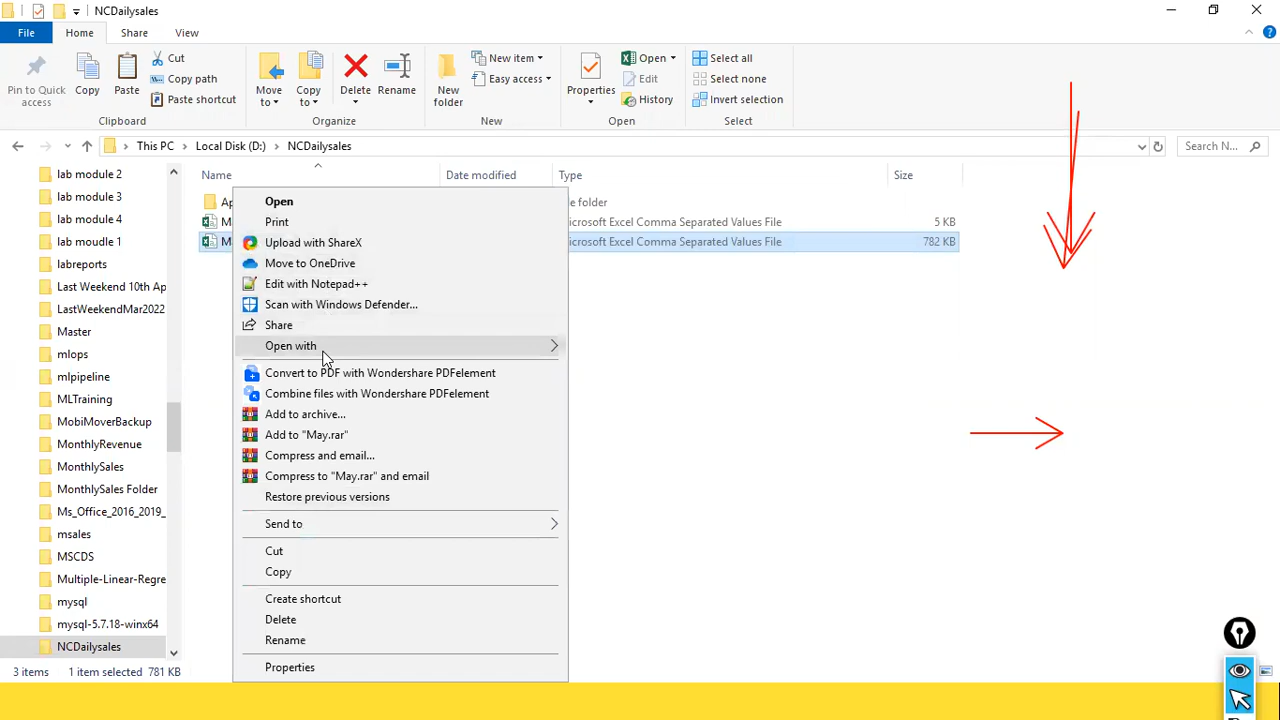 NCDailysales
File Home Share View
Pin to Quick access
Copy
Paste
Cut
Copy path
Paste shortcut
Clipboard
Move to
Copy to
Delete
Rename
Organize
New folder
New item
Easy access
New
Properties
Open
Edit
History
Open
Select all
Select none
Invert selection
Select
This PC Local Disk (D:) NCDailysales
Search N...
Name Date modified Type Size
lab module 2
lab module 3
lab module 4
lab moudle 1
labreports
Last Weekend 10th Ap
LastWeekendMar2022
Master
mlops
mlpipeline
MLTraining
MobiMoverBackup
MonthlyRevenue
MonthlySales
MonthlySales Folder
Ms_Office_2016_2019_
msales
MSCDS
Multiple-Linear-Regre
mysql
mysql-5.7.18-winx64
NCDailysales
Ap
le folder
M
icrosoft Excel Comma Separated Values File 5 KB
M
icrosoft Excel Comma Separated Values File 782 KB
Open
Print
Upload with ShareX
Move to OneDrive
Edit with Notepad++
Scan with Windows Defender...
Share
Open with
Convert to PDF with Wondershare PDFelement
Combine files with Wondershare PDFelement
Add to archive...
Add to "May.rar"
Compress and email...
Compress to "May.rar" and email
Restore previous versions
Send to
Cut
Copy
Create shortcut
Delete
Rename
Properties
3 items 1 item selected 781 KB